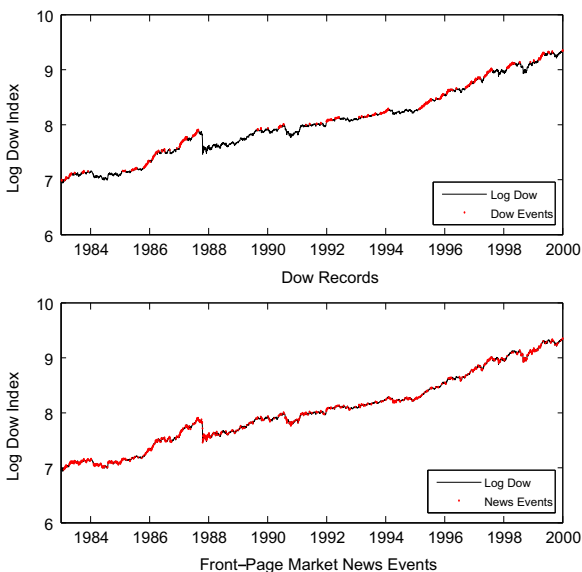 10
9
8
7
6
Log Dow Index
Log Dow
Dow Events
1984 1986 1988 1990 1992 1994 1996 1998 2000
Dow Records
10
9
8
7
6
Log Dow Index
Log Dow
News Events
1984 1986 1988 1990 1992 1994 1996 1998 2000
Front–Page Market News Events